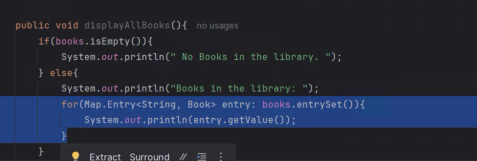 public void displayAllBooks(){ no usages
if(books.isEmpty()){
System.out.println(" No Books in the library. ");
} else{
System.out.println("Books in the library: ");
for(Map.Entry<String, Book> entry: books.entrySet()){
System.out.println(entry.getValue());
}
Extract Surround //
}